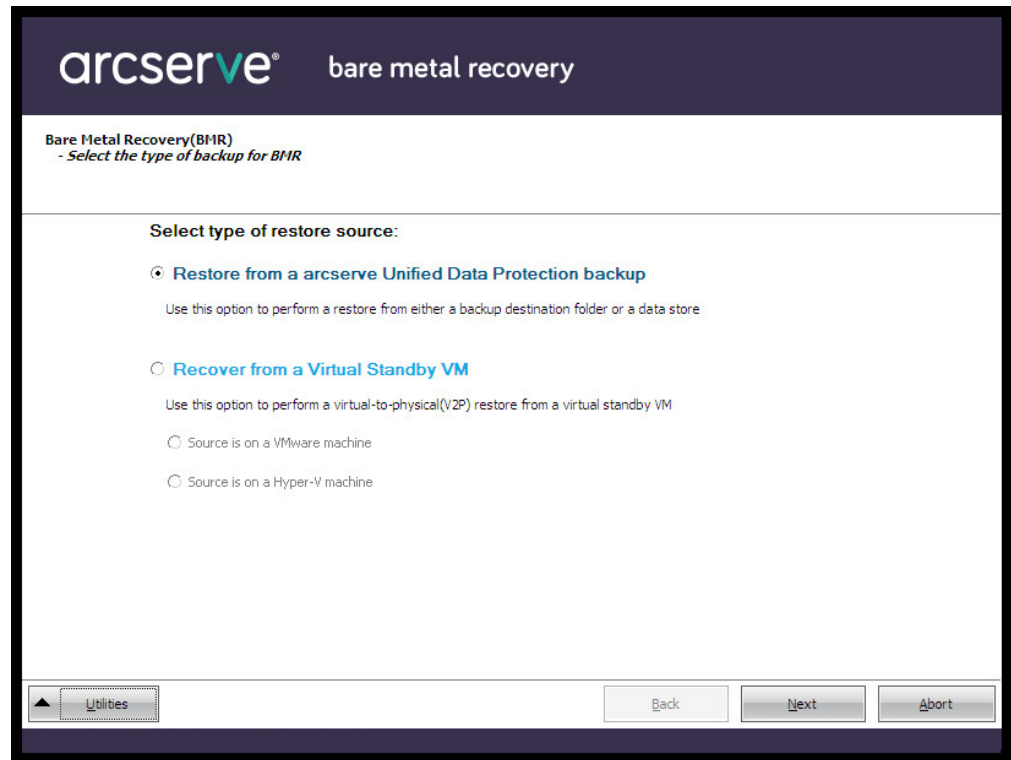 arcserve® bare metal recovery
Bare Metal Recovery(BMR)
- Select the type of backup for BMR
Select type of restore source:
Restore from a arcserve Unified Data Protection backup
Use this option to perform a restore from either a backup destination folder or a data store
Recover from a Virtual Standby VM
Use this option to perform a virtual-to-physical(V2P) restore from a virtual standby VM
Source is on a VMware machine
Source is on a Hyper-V machine
Utilities Back Next Abort